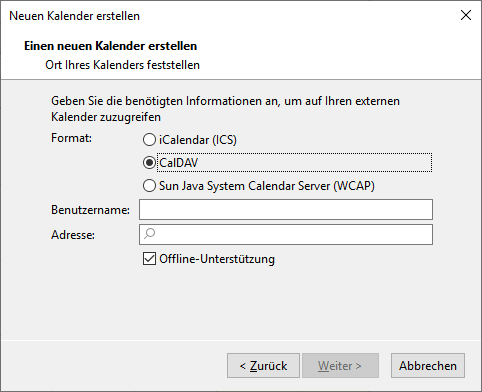 Neuen Kalender erstellen
Einen neuen Kalender erstellen
Ort Ihres Kalenders feststellen
Geben Sie die benötigten Informationen an, um auf Ihren externen
Kalender zuzugreifen
Format:
iCalendar (ICS)
CalDAV
Sun Java System Calendar Server (WCAP)
Benutzername:
Adresse:
Offline-Unterstützung
< Zurück
Weiter >
Abbrechen